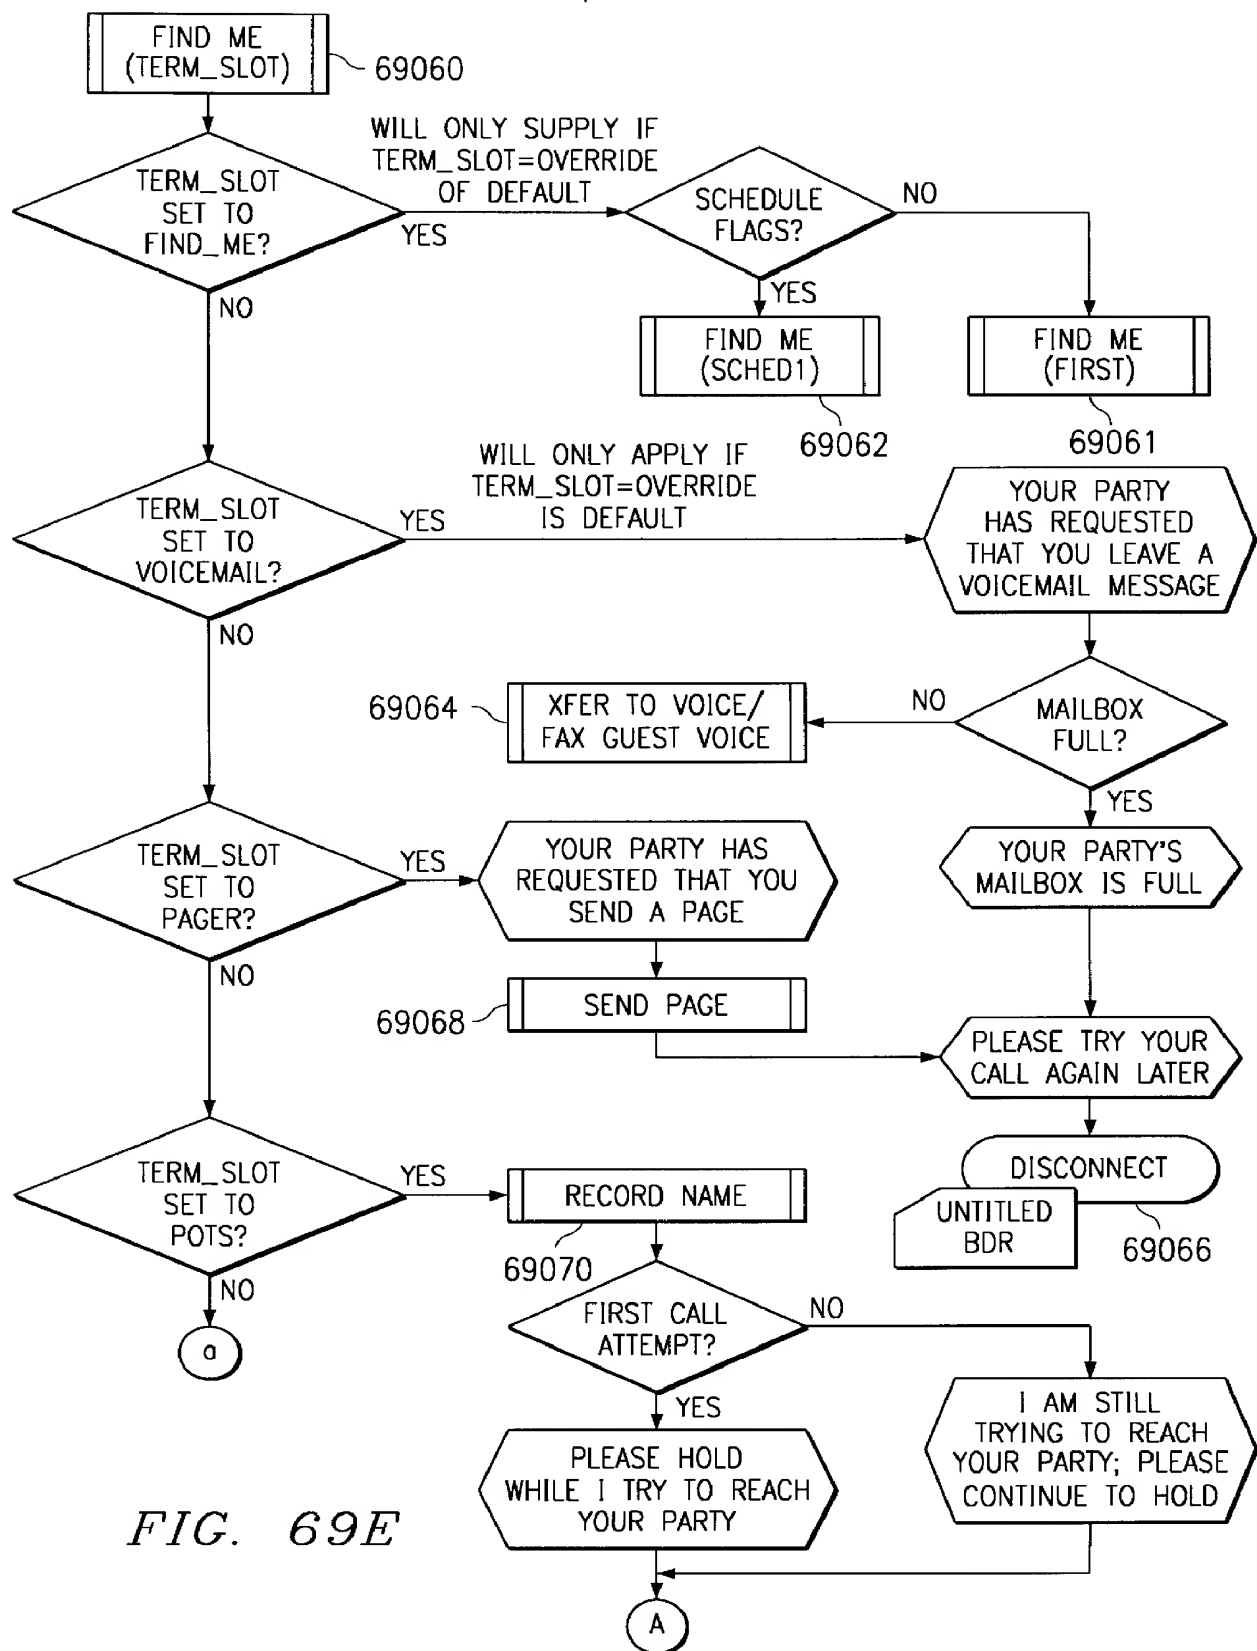 FIND ME
(TERM_SLOT)
69060
WILL ONLY SUPPLY IF
TERM_SLOT=OVERRIDE
OF DEFAULT
TERM_SLOT
SET TO
FIND_ME?
YES
NO
SCHEDULE
FLAGS?
NO
YES
FIND ME
(SCHED1)
69062
FIND ME
(FIRST)
69061
WILL ONLY APPLY IF
TERM_SLOT=OVERRIDE
IS DEFAULT
TERM_SLOT
SET TO
VOICEMAIL?
YES
NO
YOUR PARTY
HAS REQUESTED
THAT YOU LEAVE A
VOICEMAIL MESSAGE
69064
XFER TO VOICE/
FAX GUEST VOICE
NO
MAILBOX
FULL?
YES
YOUR PARTY'S
MAILBOX IS FULL
TERM_SLOT
SET TO
PAGER?
YES
NO
YOUR PARTY HAS
REQUESTED THAT YOU
SEND A PAGE
69068
SEND PAGE
PLEASE TRY YOUR
CALL AGAIN LATER
DISCONNECT
UNTITLED
BDR
69066
TERM_SLOT
SET TO
POTS?
YES
NO
a
RECORD NAME
69070
FIRST CALL
ATTEMPT?
NO
YES
PLEASE HOLD
WHILE I TRY TO REACH
YOUR PARTY
I AM STILL
TRYING TO REACH
YOUR PARTY; PLEASE
CONTINUE TO HOLD
A
FIG. 69E